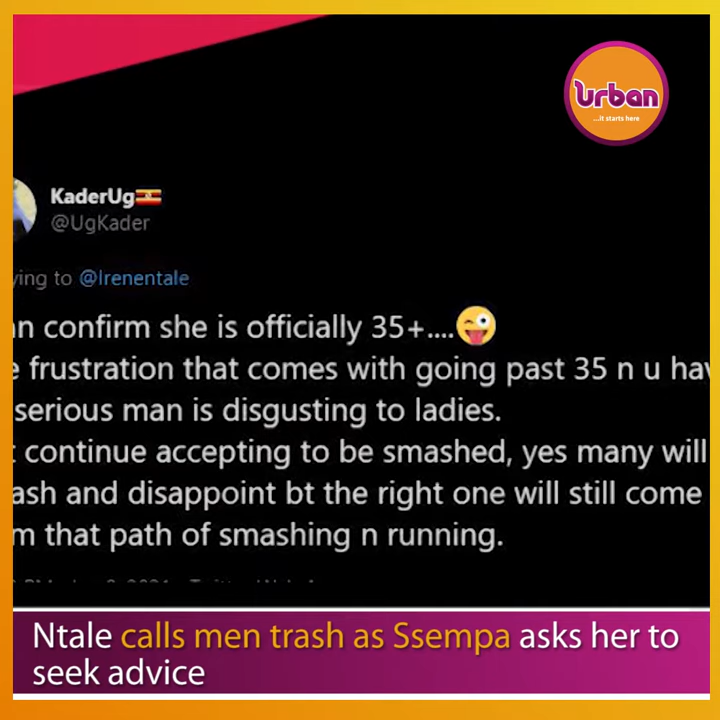 Urban
...it starts here
KaderUg
@UgKader
ying to @Irenentale
n confirm she is officially 35+....
e frustration that comes with going past 35 n u hav
serious man is disgusting to ladies.
t continue accepting to be smashed, yes many will
ash and disappoint bt the right one will still come
m that path of smashing n running.
Ntale calls men trash as Ssempa asks her to
seek advice